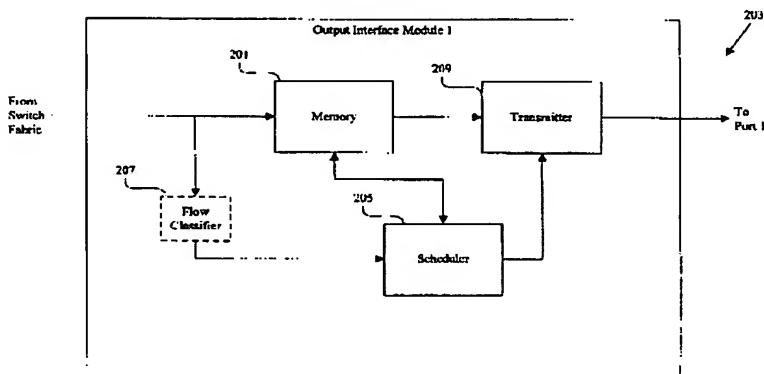 Output Interface Module 1
203
201
209
From
Switch
Fabric
Memory
Transmitter
To
Port 1
207
205
Flow
Classifier
Scheduler